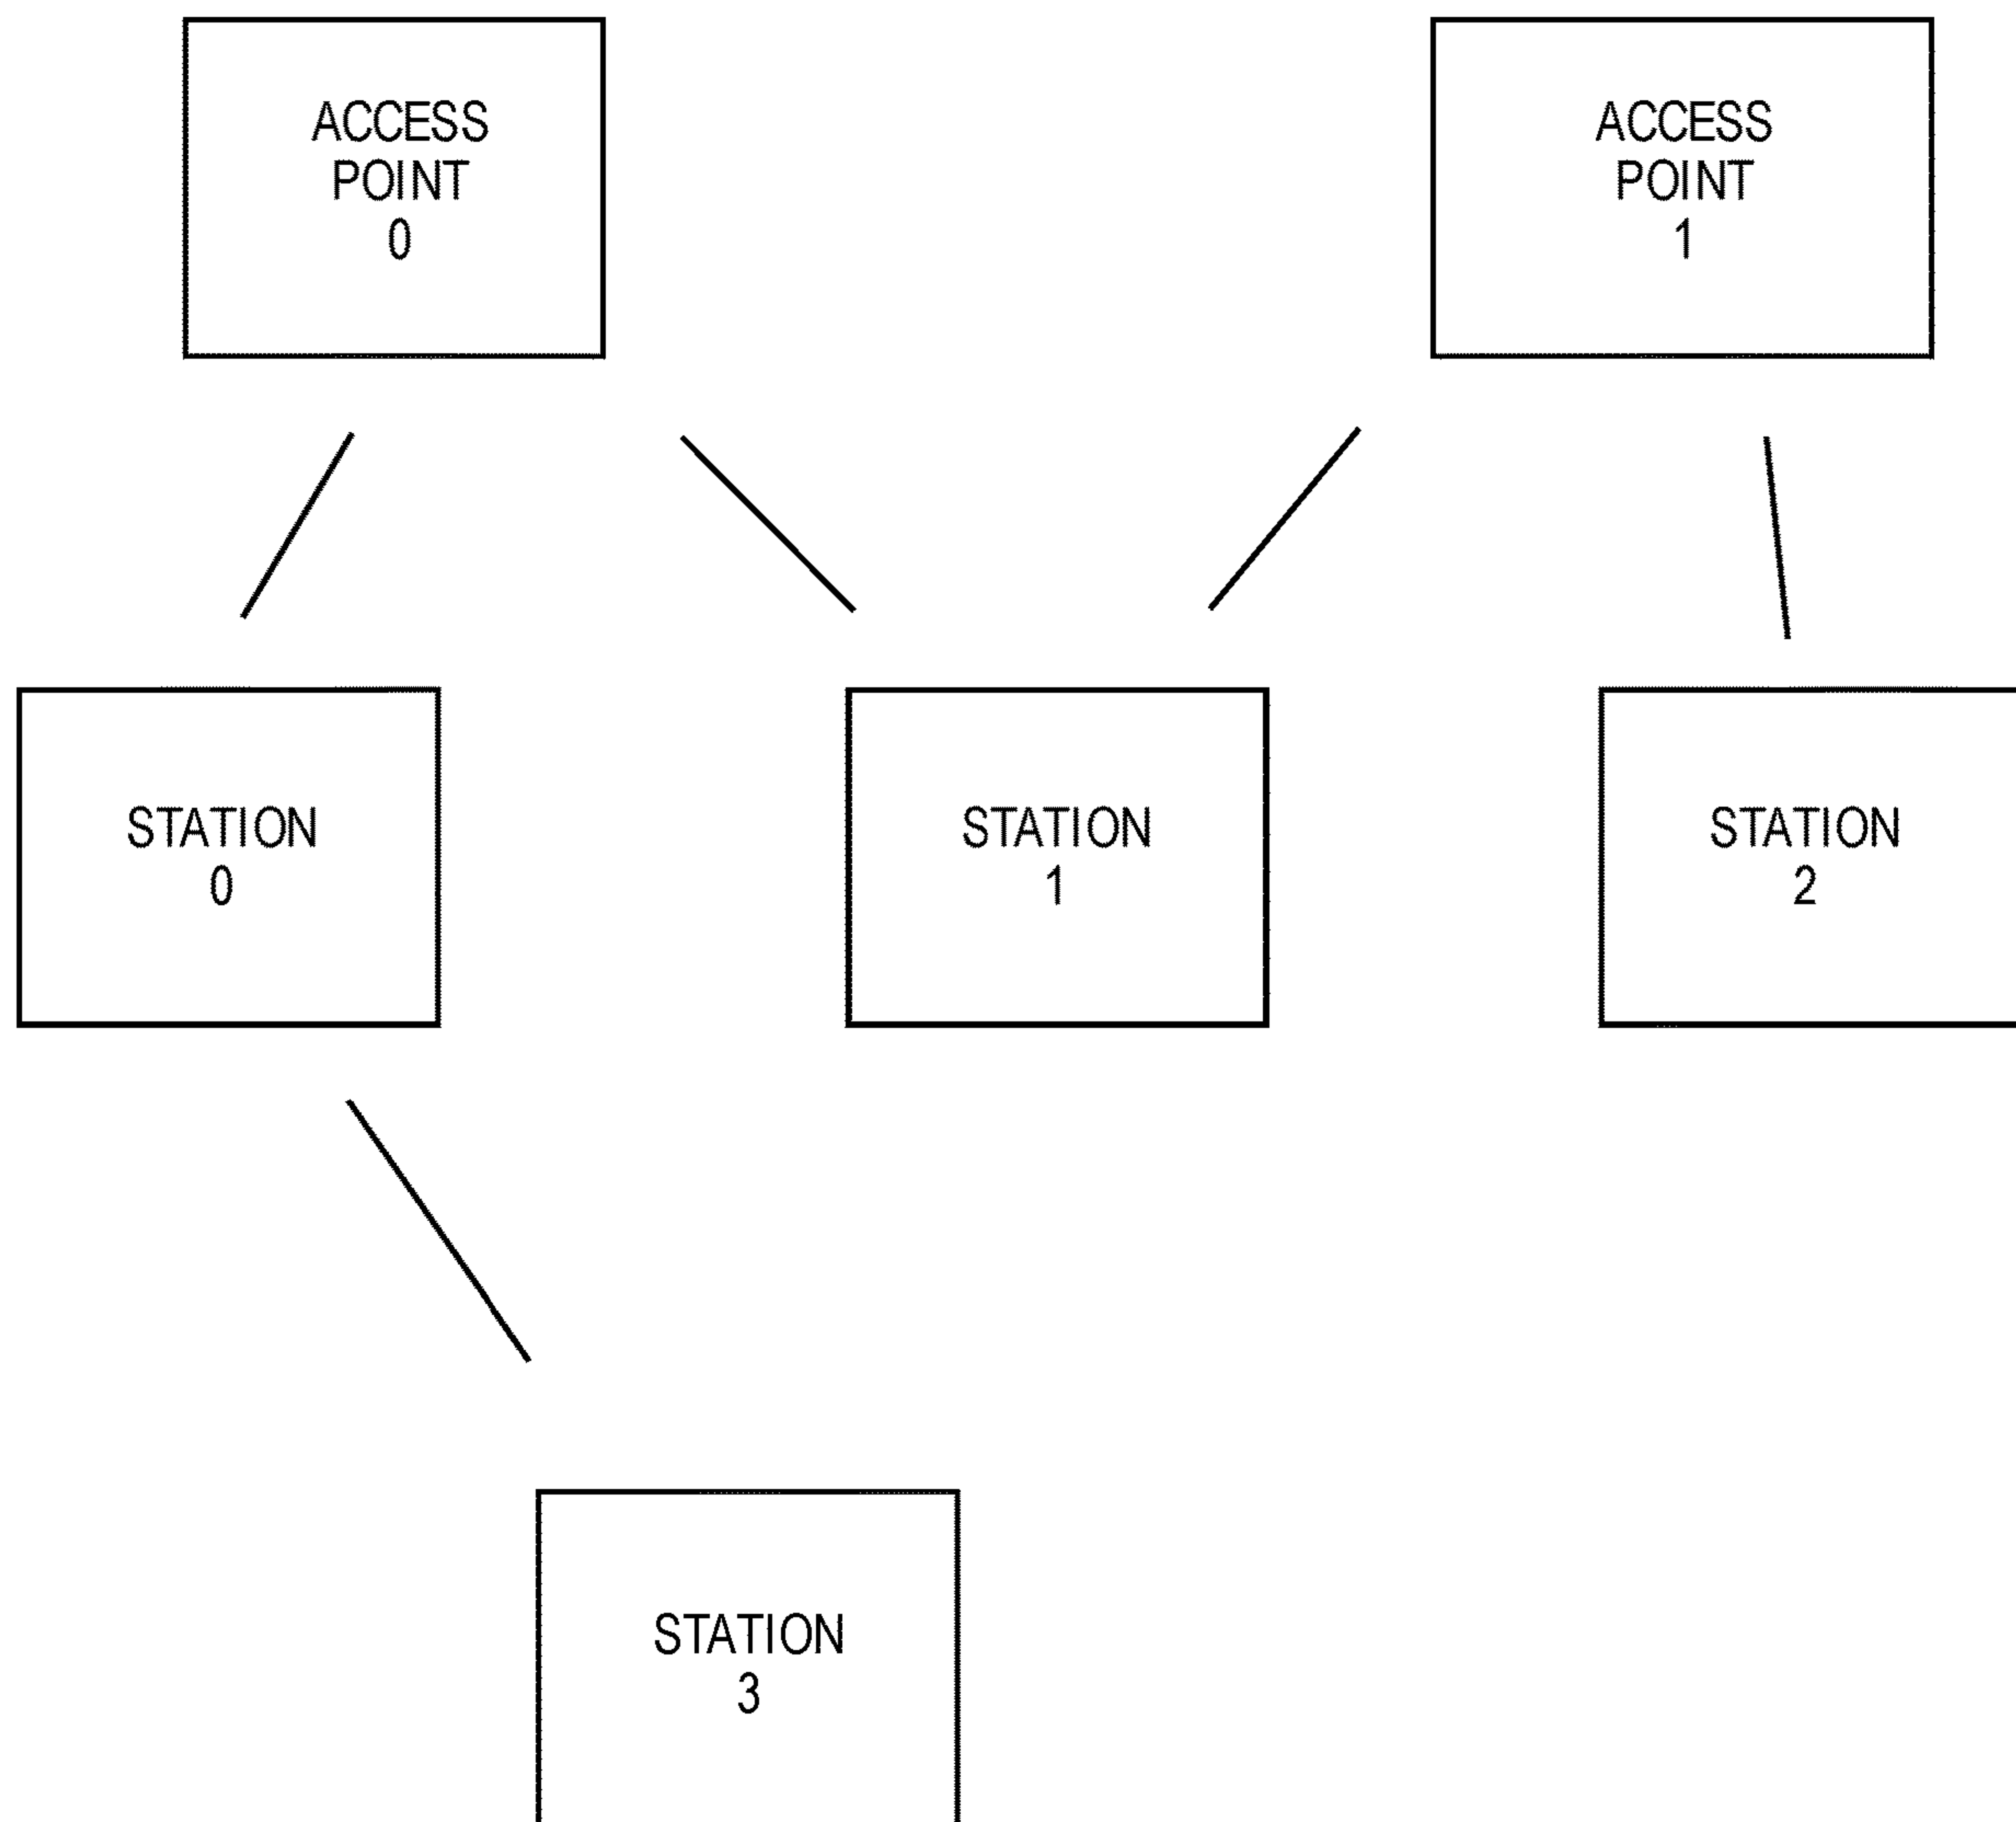 ACCESS
POINT
0
ACCESS
POINT
1
STATION
0
STATION
1
STATION
2
STATION
3